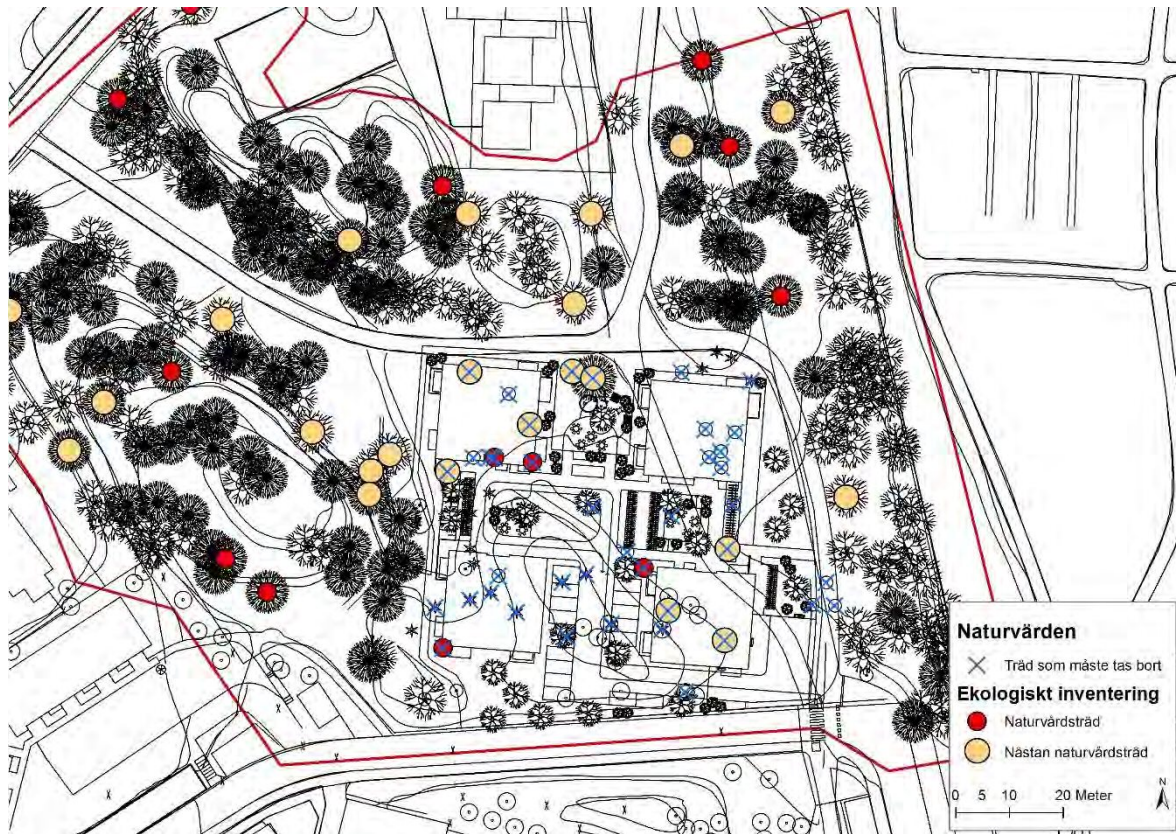 Naturvärden
Träd som måste tas bort
Ekologiskt inventering
Naturvårdsträd
Nästan naturvårdsträd
N
0 5 10 20 Meter